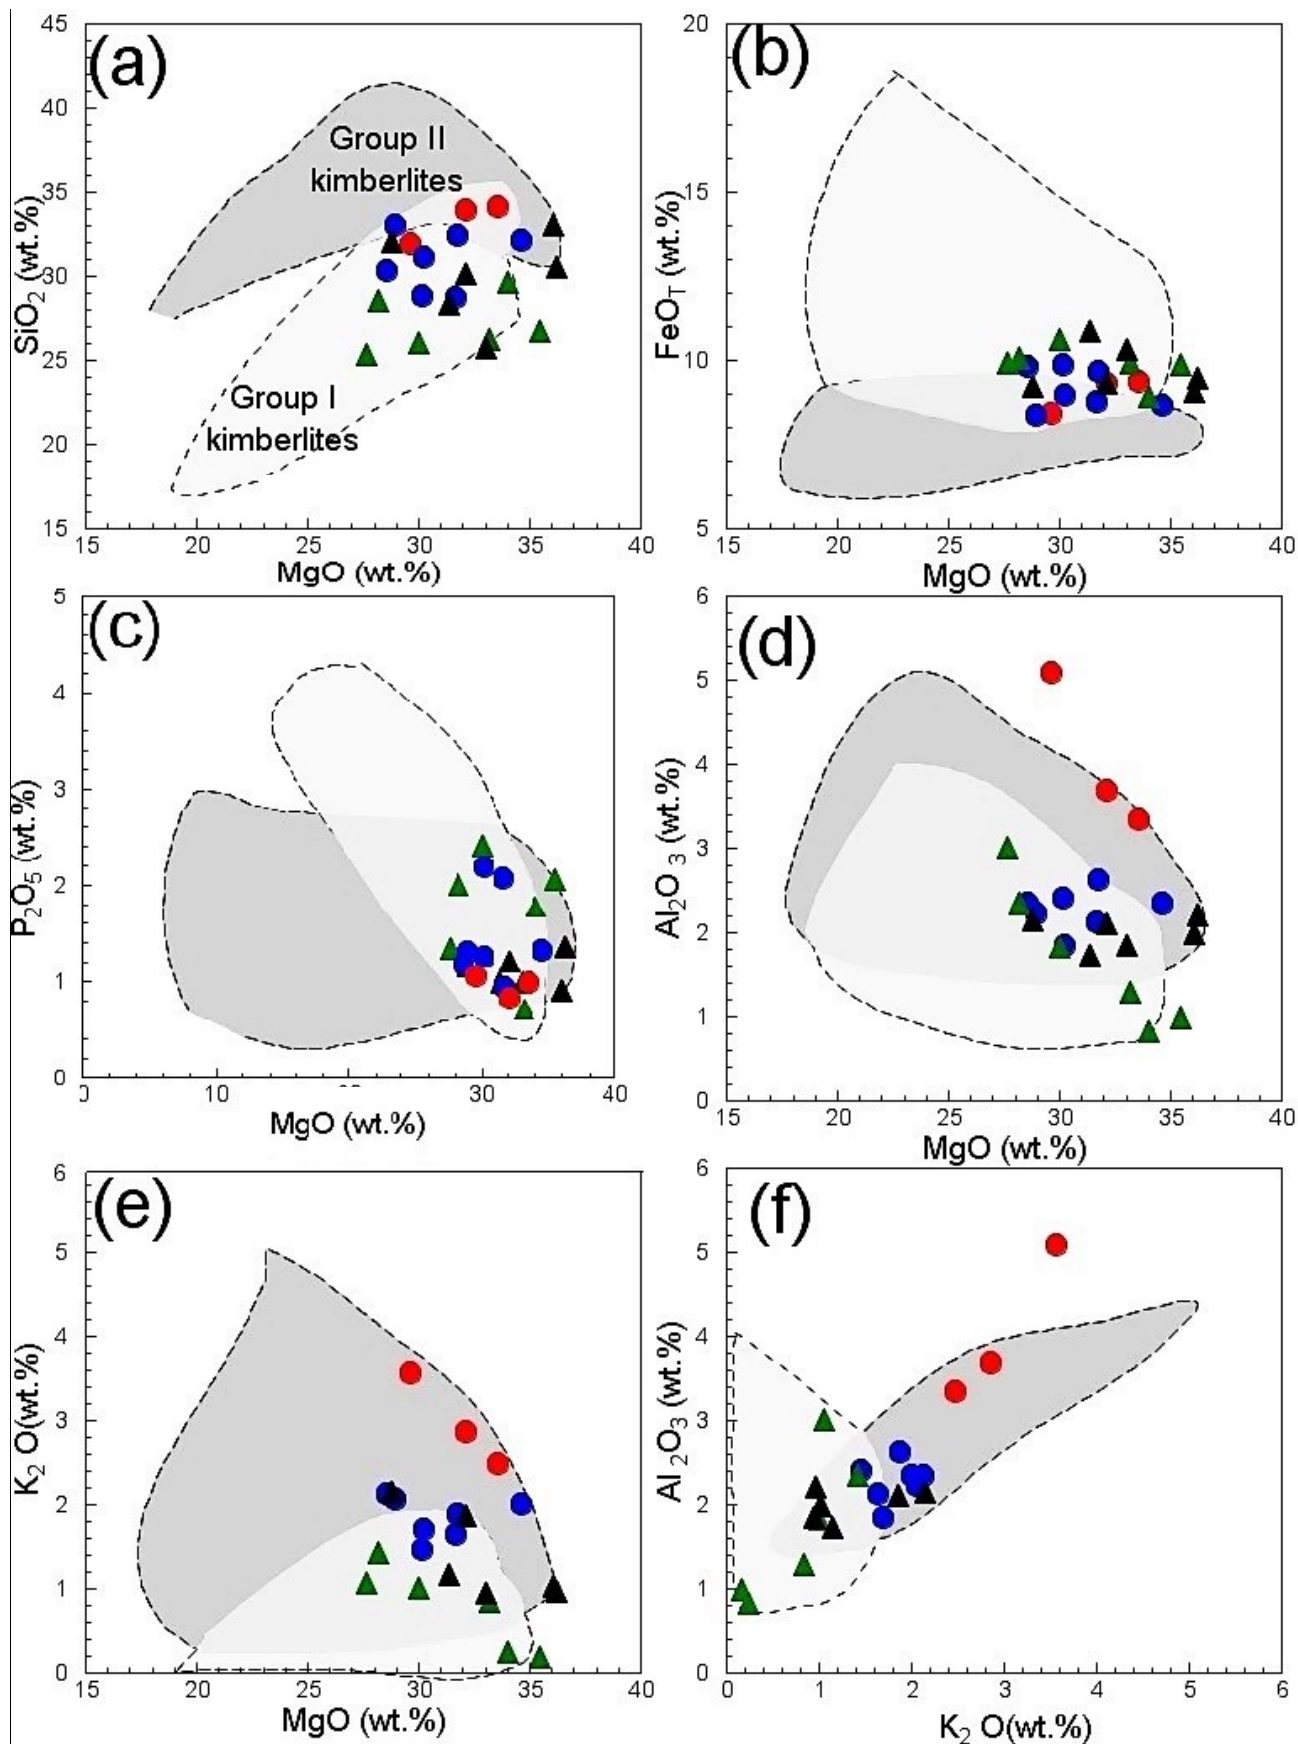 (a)
45
40
35
30
25
20
15
SiO2 (wt.%)
Group II
kimberlites
Group I
kimberlites
15 20 25 30 35 40
MgO (wt.%)
(b)
20
15
10
5
FeOT (wt.%)
15 20 25 30 35 40
MgO (wt.%)
(c)
5
4
3
2
1
0
P2O5 (wt.%)
10 30 40
MgO (wt.%)
(d)
6
5
4
3
2
1
0
Al2O3 (wt.%)
15 20 25 30 35 40
MgO (wt.%)
(e)
6
5
4
3
2
1
0
K2 O(wt.%)
15 20 25 30 35 40
MgO (wt.%)
(f)
6
5
4
3
2
1
0
Al2O3 (wt.%)
0 1 2 3 4 5 6
K2 O(wt.%)